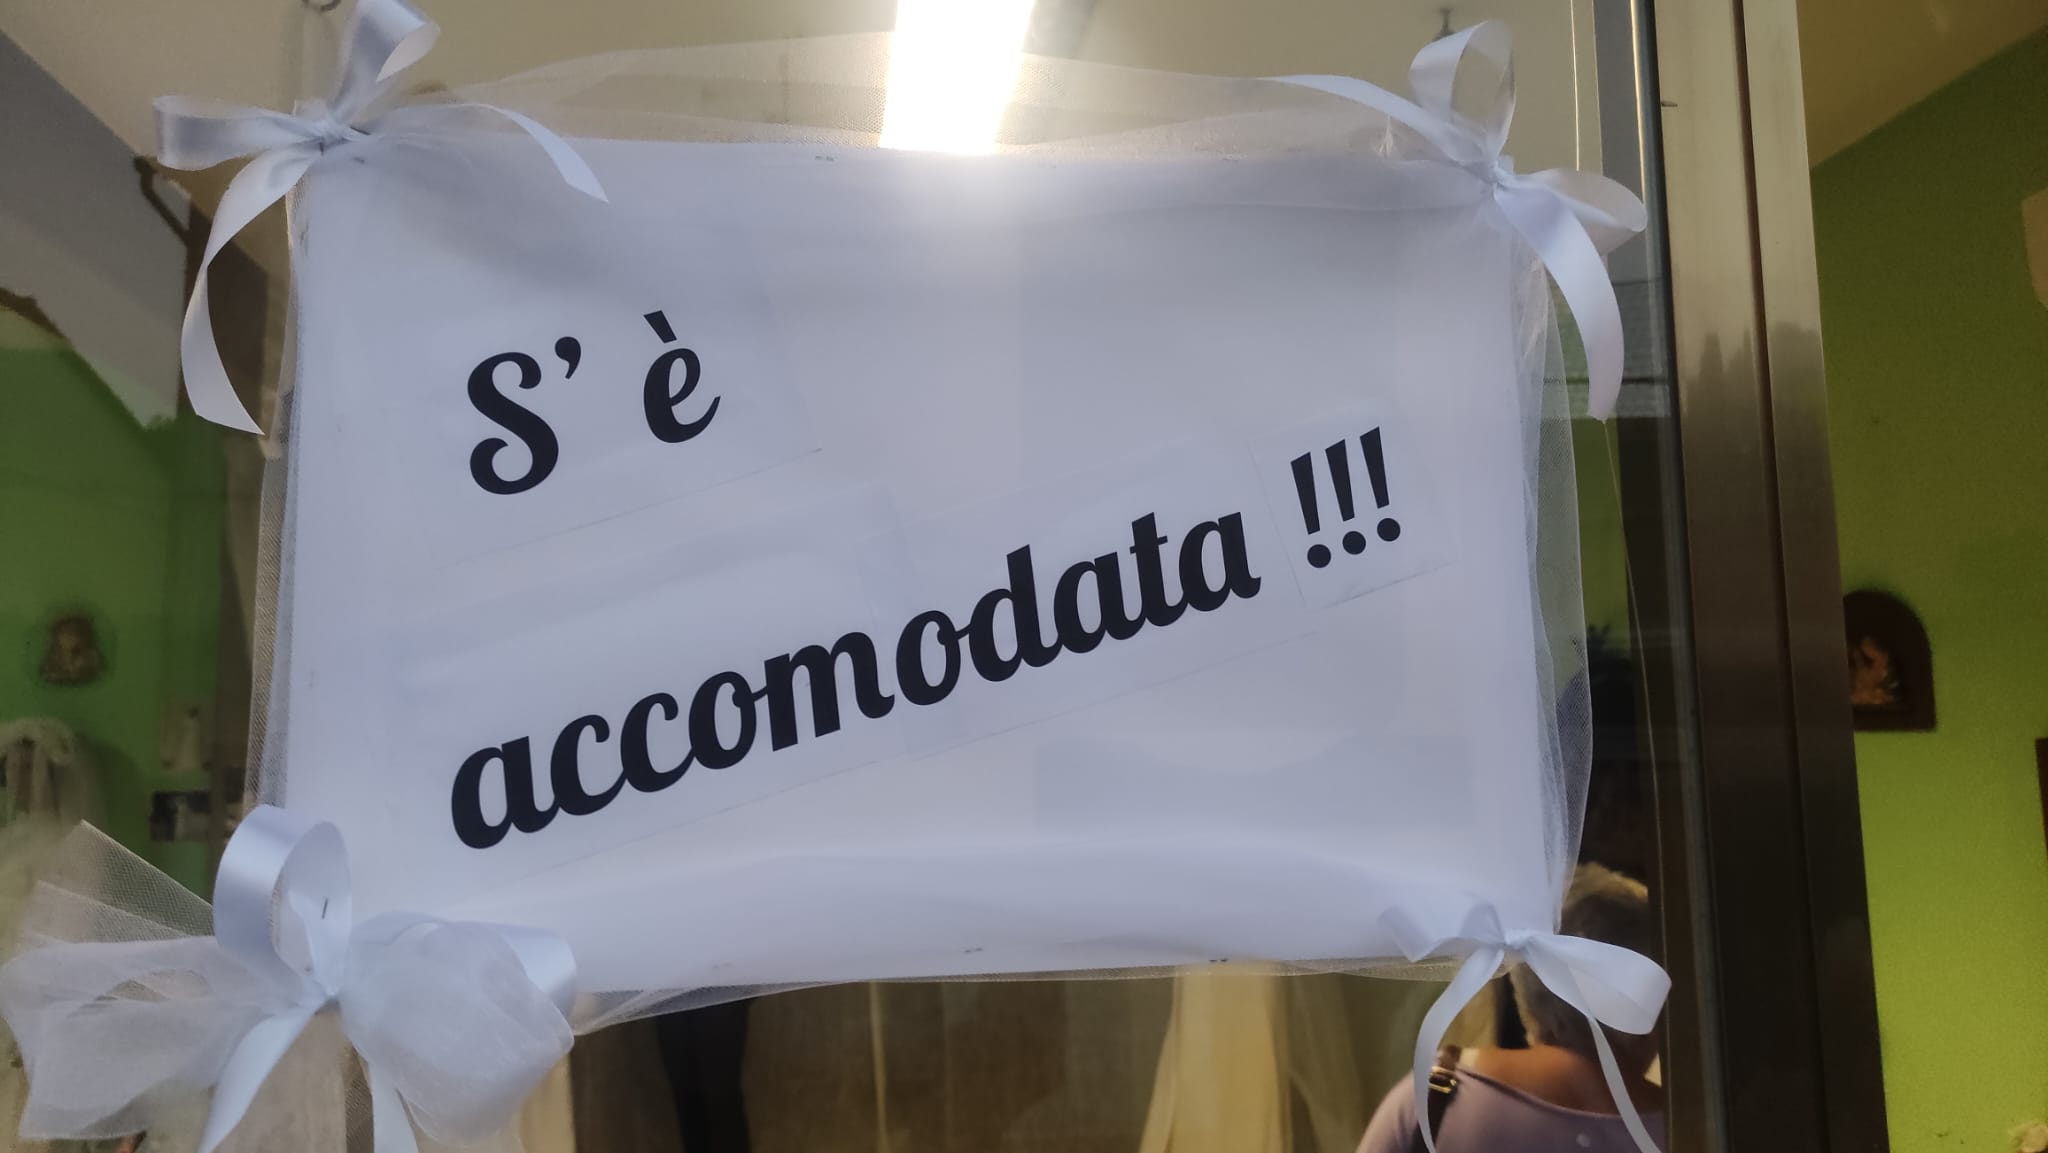 S' è
accomodata !!!